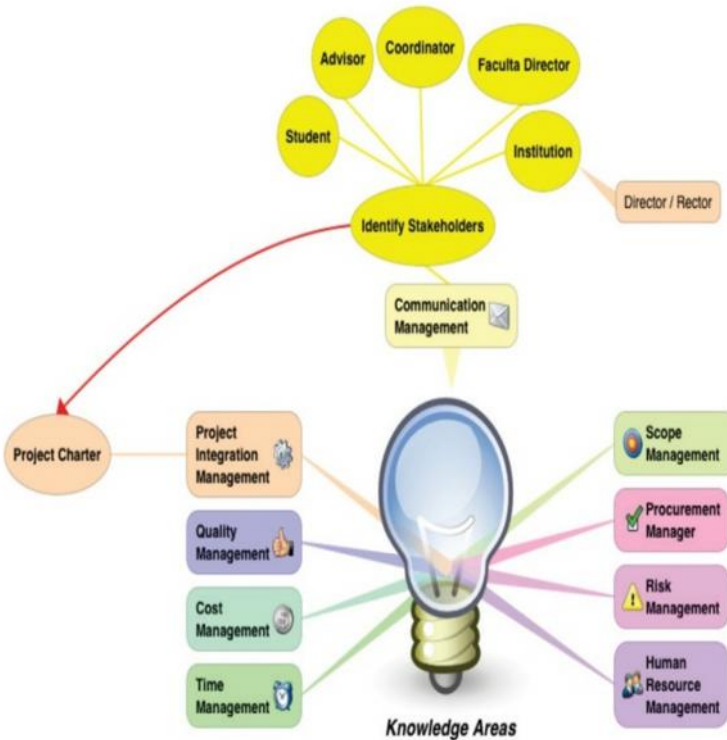 Coordinator
Advisor
Faculta Director
Student
Institution
Director / Rector
Identify Stakeholders
Communication
Management
Project Charter
Project
Integration
Management
Scope
Management
Quality
Management
Procurement
Manager
Cost
Management
Risk
Management
Time
Management
Human
Resource
Management
Knowledge Areas